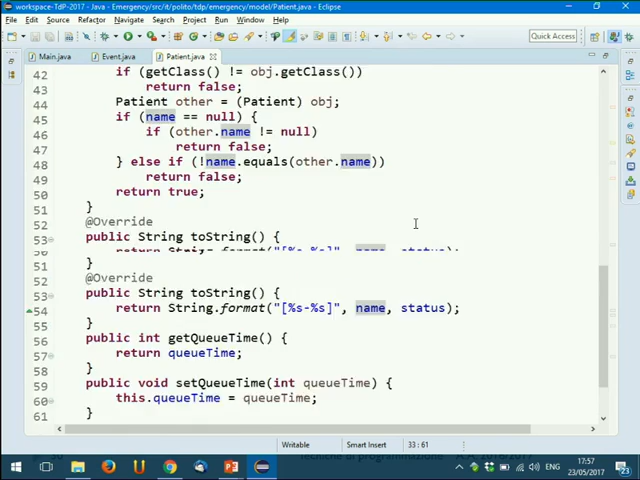 workspace-TdP-2017 - Java - Emergency/src/it/polito/tdp/emergency/model/Patient.java - Eclipse
File Edit Source Refactor Navigate Search Project Run Window Help
Quick Access
Main.java Event.java Patient.java
42 if (getClass() != obj.getClass())
43 return false;
44 Patient other = (Patient) obj;
45 if (name == null) {
46 if (other.name != null)
47 return false;
48 } else if (!name.equals(other.name))
49 return false;
50 return true;
51 }
52 @Override
53 public String toString() {
return String.format("[%s-%s]", name, status);
51 }
52 @Override
53 public String toString() {
54 return String.format("[%s-%s]", name, status);
55 }
56 public int getQueueTime() {
57 return queueTime;
58 }
59 public void setQueueTime(int queueTime) {
60 this.queueTime = queueTime;
61 }
Writable Smart Insert 33 : 61
Tecniche di programmazione A.A. 2016/2017
ENG 17:57
23/05/2017 23